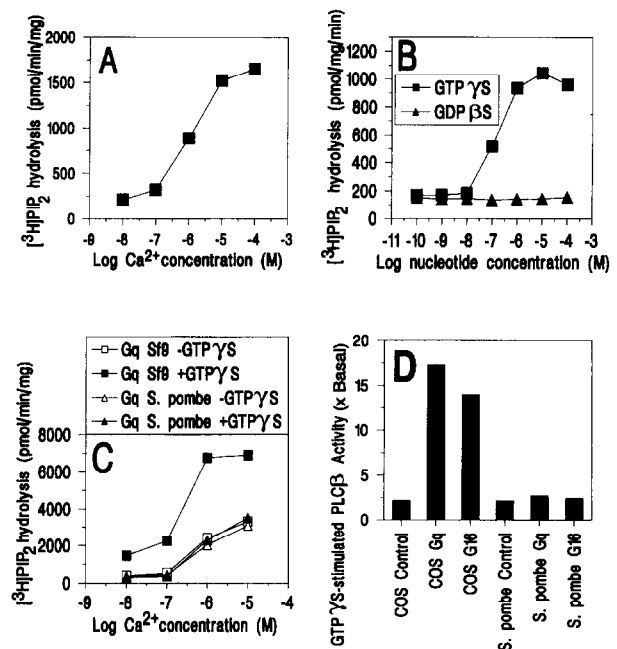 A
[³H]PIP₂ hydrolysis (pmol/min/mg)
2000
1500
1000
500
0
-9 -8 -7 -6 -5 -4 -3
Log Ca²⁺concentration (M)
B
[³H]PIP₂ hydrolysis (pmol/mg/min)
1200
1000
800
600
400
200
0
GTPγS
GDPβS
-11 -10 -9 -8 -7 -6 -5 -4 -3
Log nucleotide concentration (M)
Gq Sf9 -GTPγS
Gq Sf9 +GTPγS
Gq S. pombe -GTPγS
Gq S. pombe +GTPγS
C
[³H]PIP₂ hydrolysis (pmol/min/mg)
8000
6000
4000
2000
0
-9 -8 -7 -6 -5 -4
Log Ca²⁺concentration (M)
D
GTPγS-stimulated PLCβ Activity (x Basal)
20
15
10
5
0
COS Control
COS Gq
COS G16
S. pombe Control
S. pombe Gq
S. pombe G16